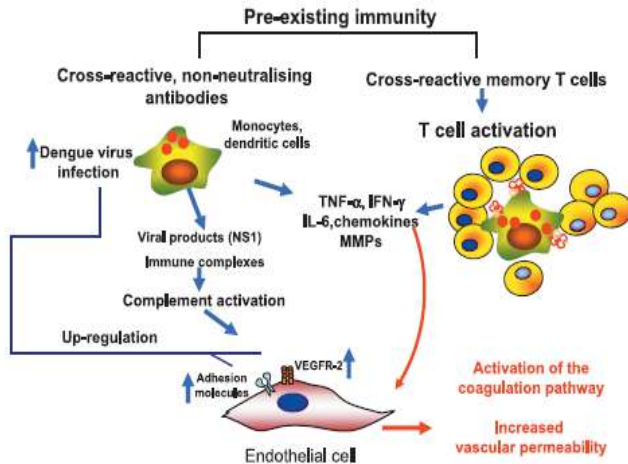 Pre-existing immunity
Cross-reactive, non-neutralising
antibodies
Cross-reactive memory T cells
T cell activation
Monocytes,
dendritic cells
Dengue virus
infection
TNF-α, IFN-γ
IL-6,chemokines
MMPs
Viral products (NS1)
Immune complexes
Complement activation
Up-regulation
VEGFR-2
Adhesion
molecules
Endothelial cell
Activation of the
coagulation pathway
Increased
vascular permeability